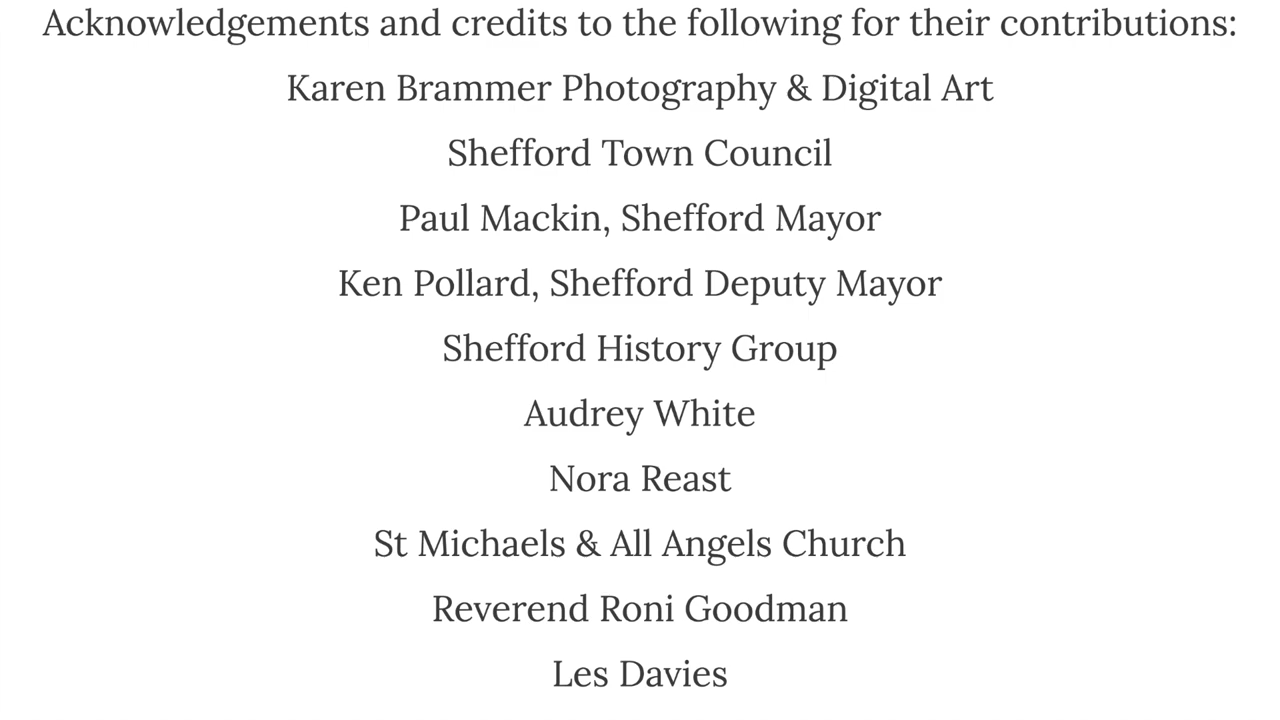 Acknowledgements and credits to the following for their contributions:
Karen Brammer Photography & Digital Art
Shefford Town Council
Paul Mackin, Shefford Mayor
Ken Pollard, Shefford Deputy Mayor
Shefford History Group
Audrey White
Nora Reast
St Michaels & All Angels Church
Reverend Roni Goodman
Les Davies